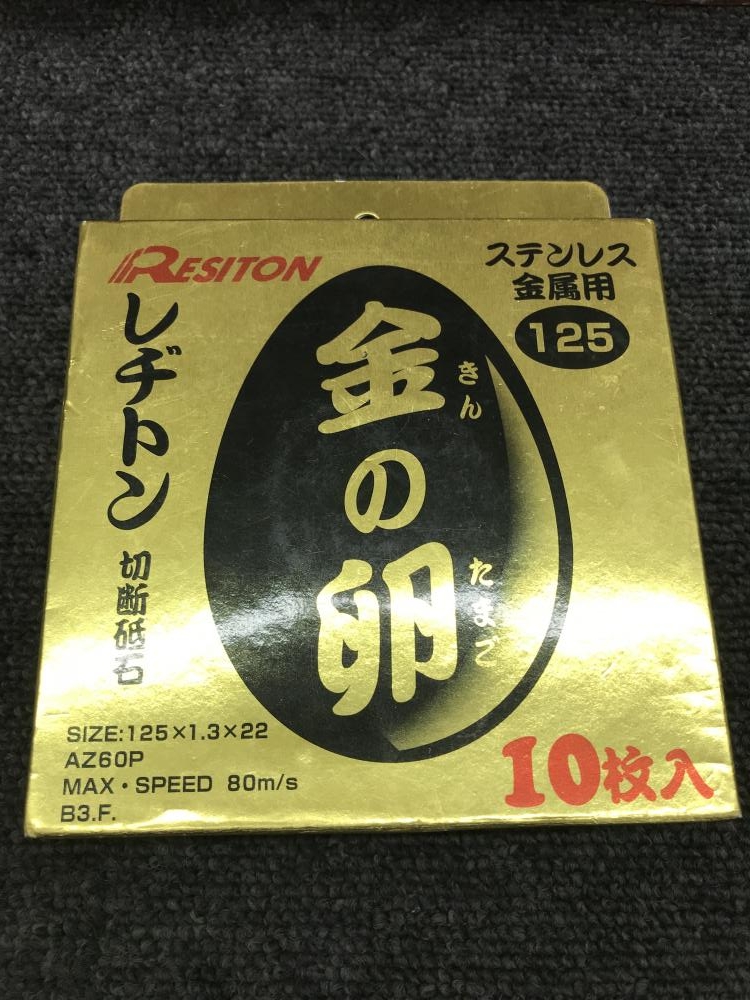 RESITON
レヂトン
切断砥石
ステンレス
金属用
125
金の卵
きん
たまご
SIZE:125×1.3×22
AZ60P
MAX・SPEED 80m/s
B3.F.
10枚入